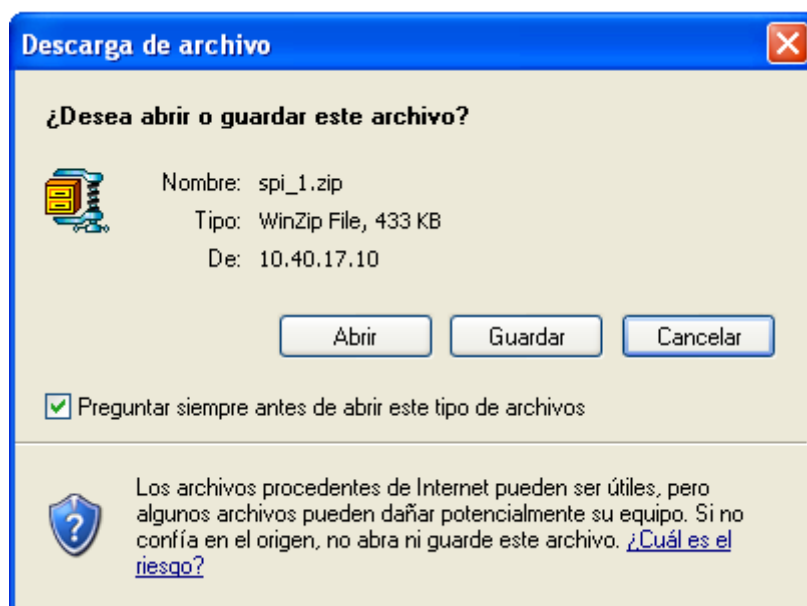 Descarga de archivo
¿Desea abrir o guardar este archivo?
Nombre: spi_1.zip
Tipo: WinZip File, 433 KB
De: 10.40.17.10
Abrir Guardar Cancelar
Preguntar siempre antes de abrir este tipo de archivos
Los archivos procedentes de Internet pueden ser útiles, pero
algunos archivos pueden dañar potencialmente su equipo. Si no
confía en el origen, no abra ni guarde este archivo. ¿Cuál es el
riesgo?